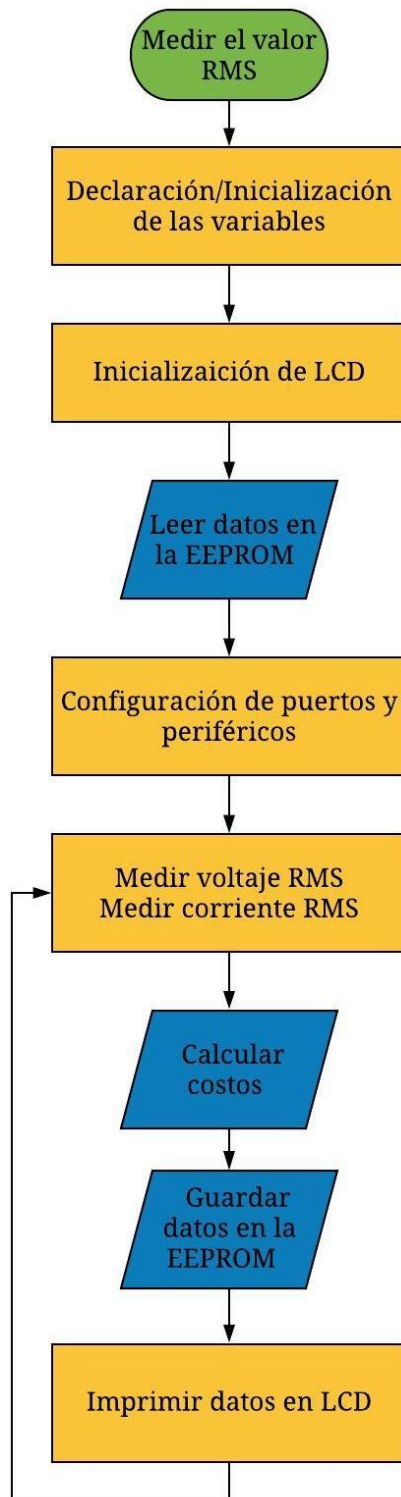 Medir el valor
RMS
Declaración/Inicialización
de las variables
Inicializaición de LCD
Leer datos en
la EEPROM
Configuración de puertos y
periféricos
Medir voltaje RMS
Medir corriente RMS
Calcular
costos
Guardar
datos en la
EEPROM
Imprimir datos en LCD